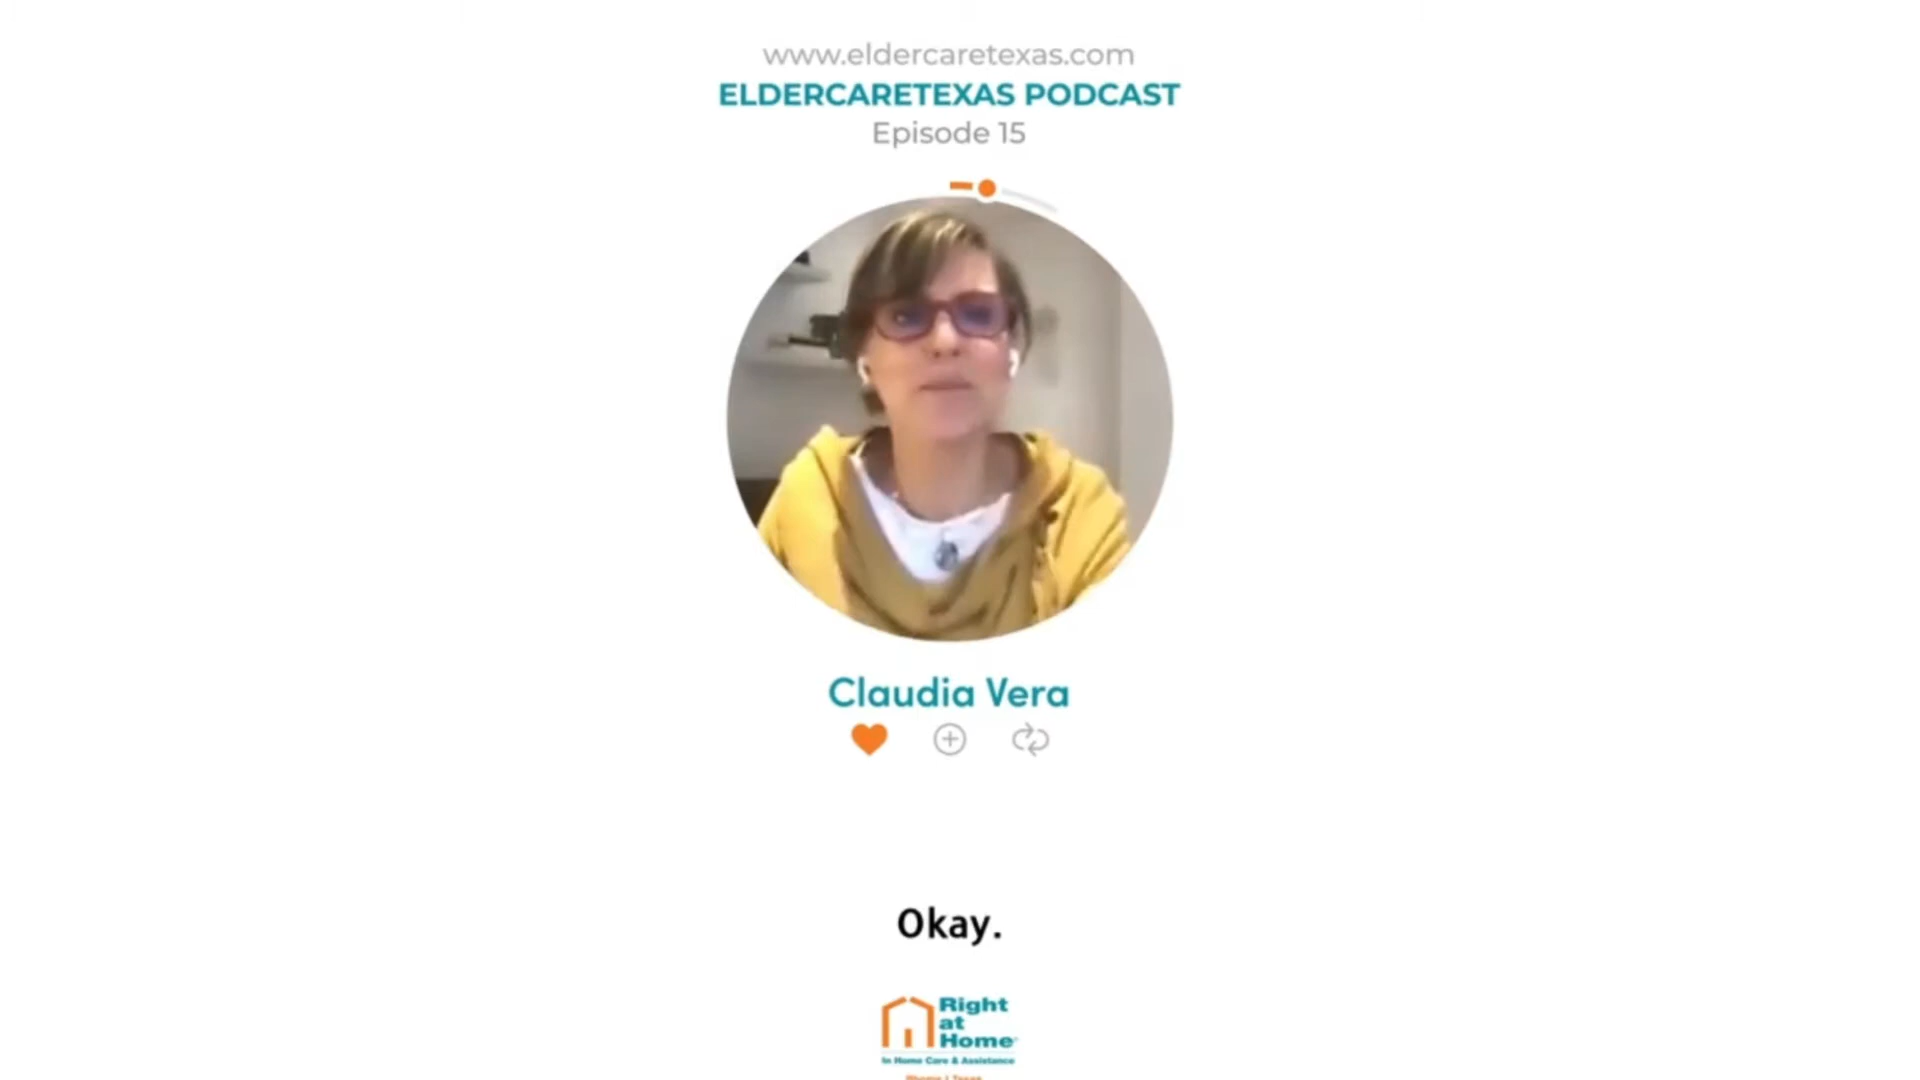 www.eldercaretexas.com
ELDERCARETEXAS PODCAST
Episode 15
Claudia Vera
Okay.
Right
at
Home
In Home Care & Assistance